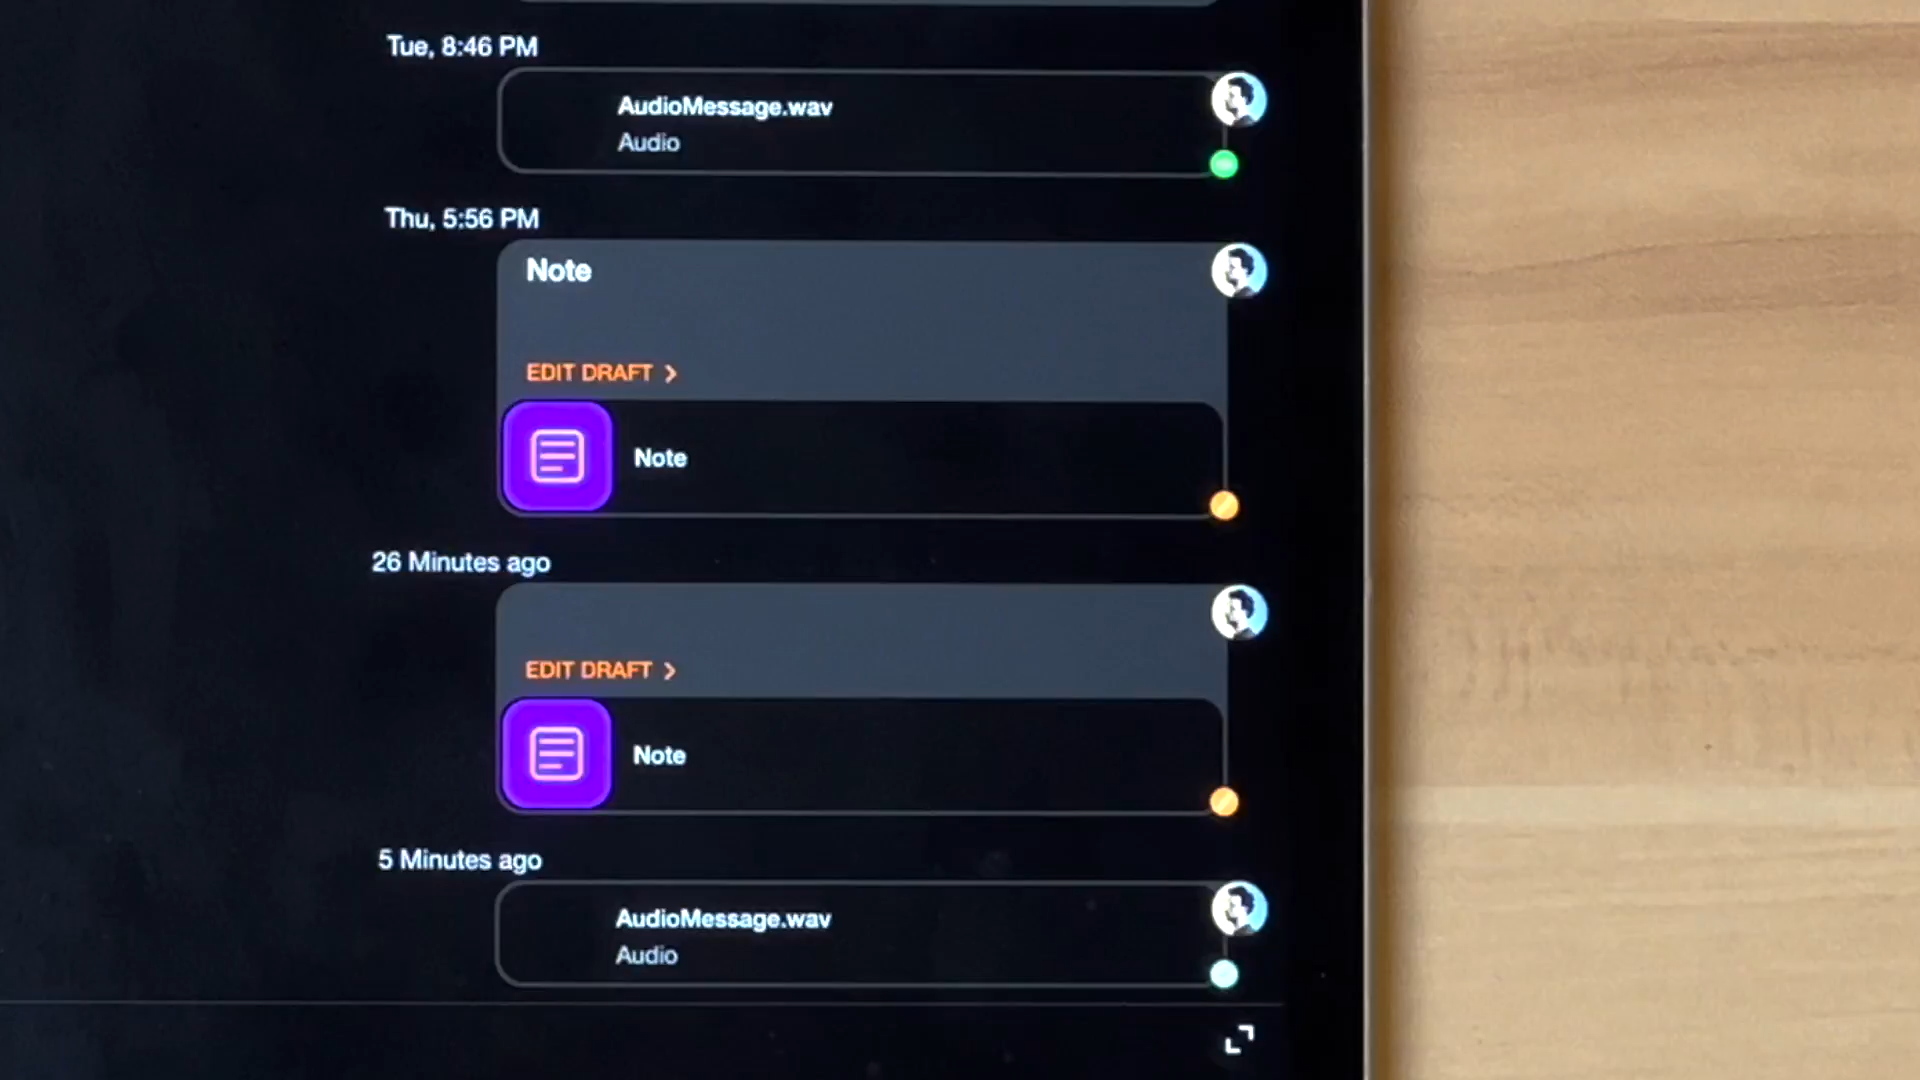 Tue, 8:46 PM
AudioMessage.wav
Audio
Thu, 5:56 PM
Note
EDIT DRAFT >
Note
26 Minutes ago
EDIT DRAFT >
Note
5 Minutes ago
AudioMessage.wav
Audio